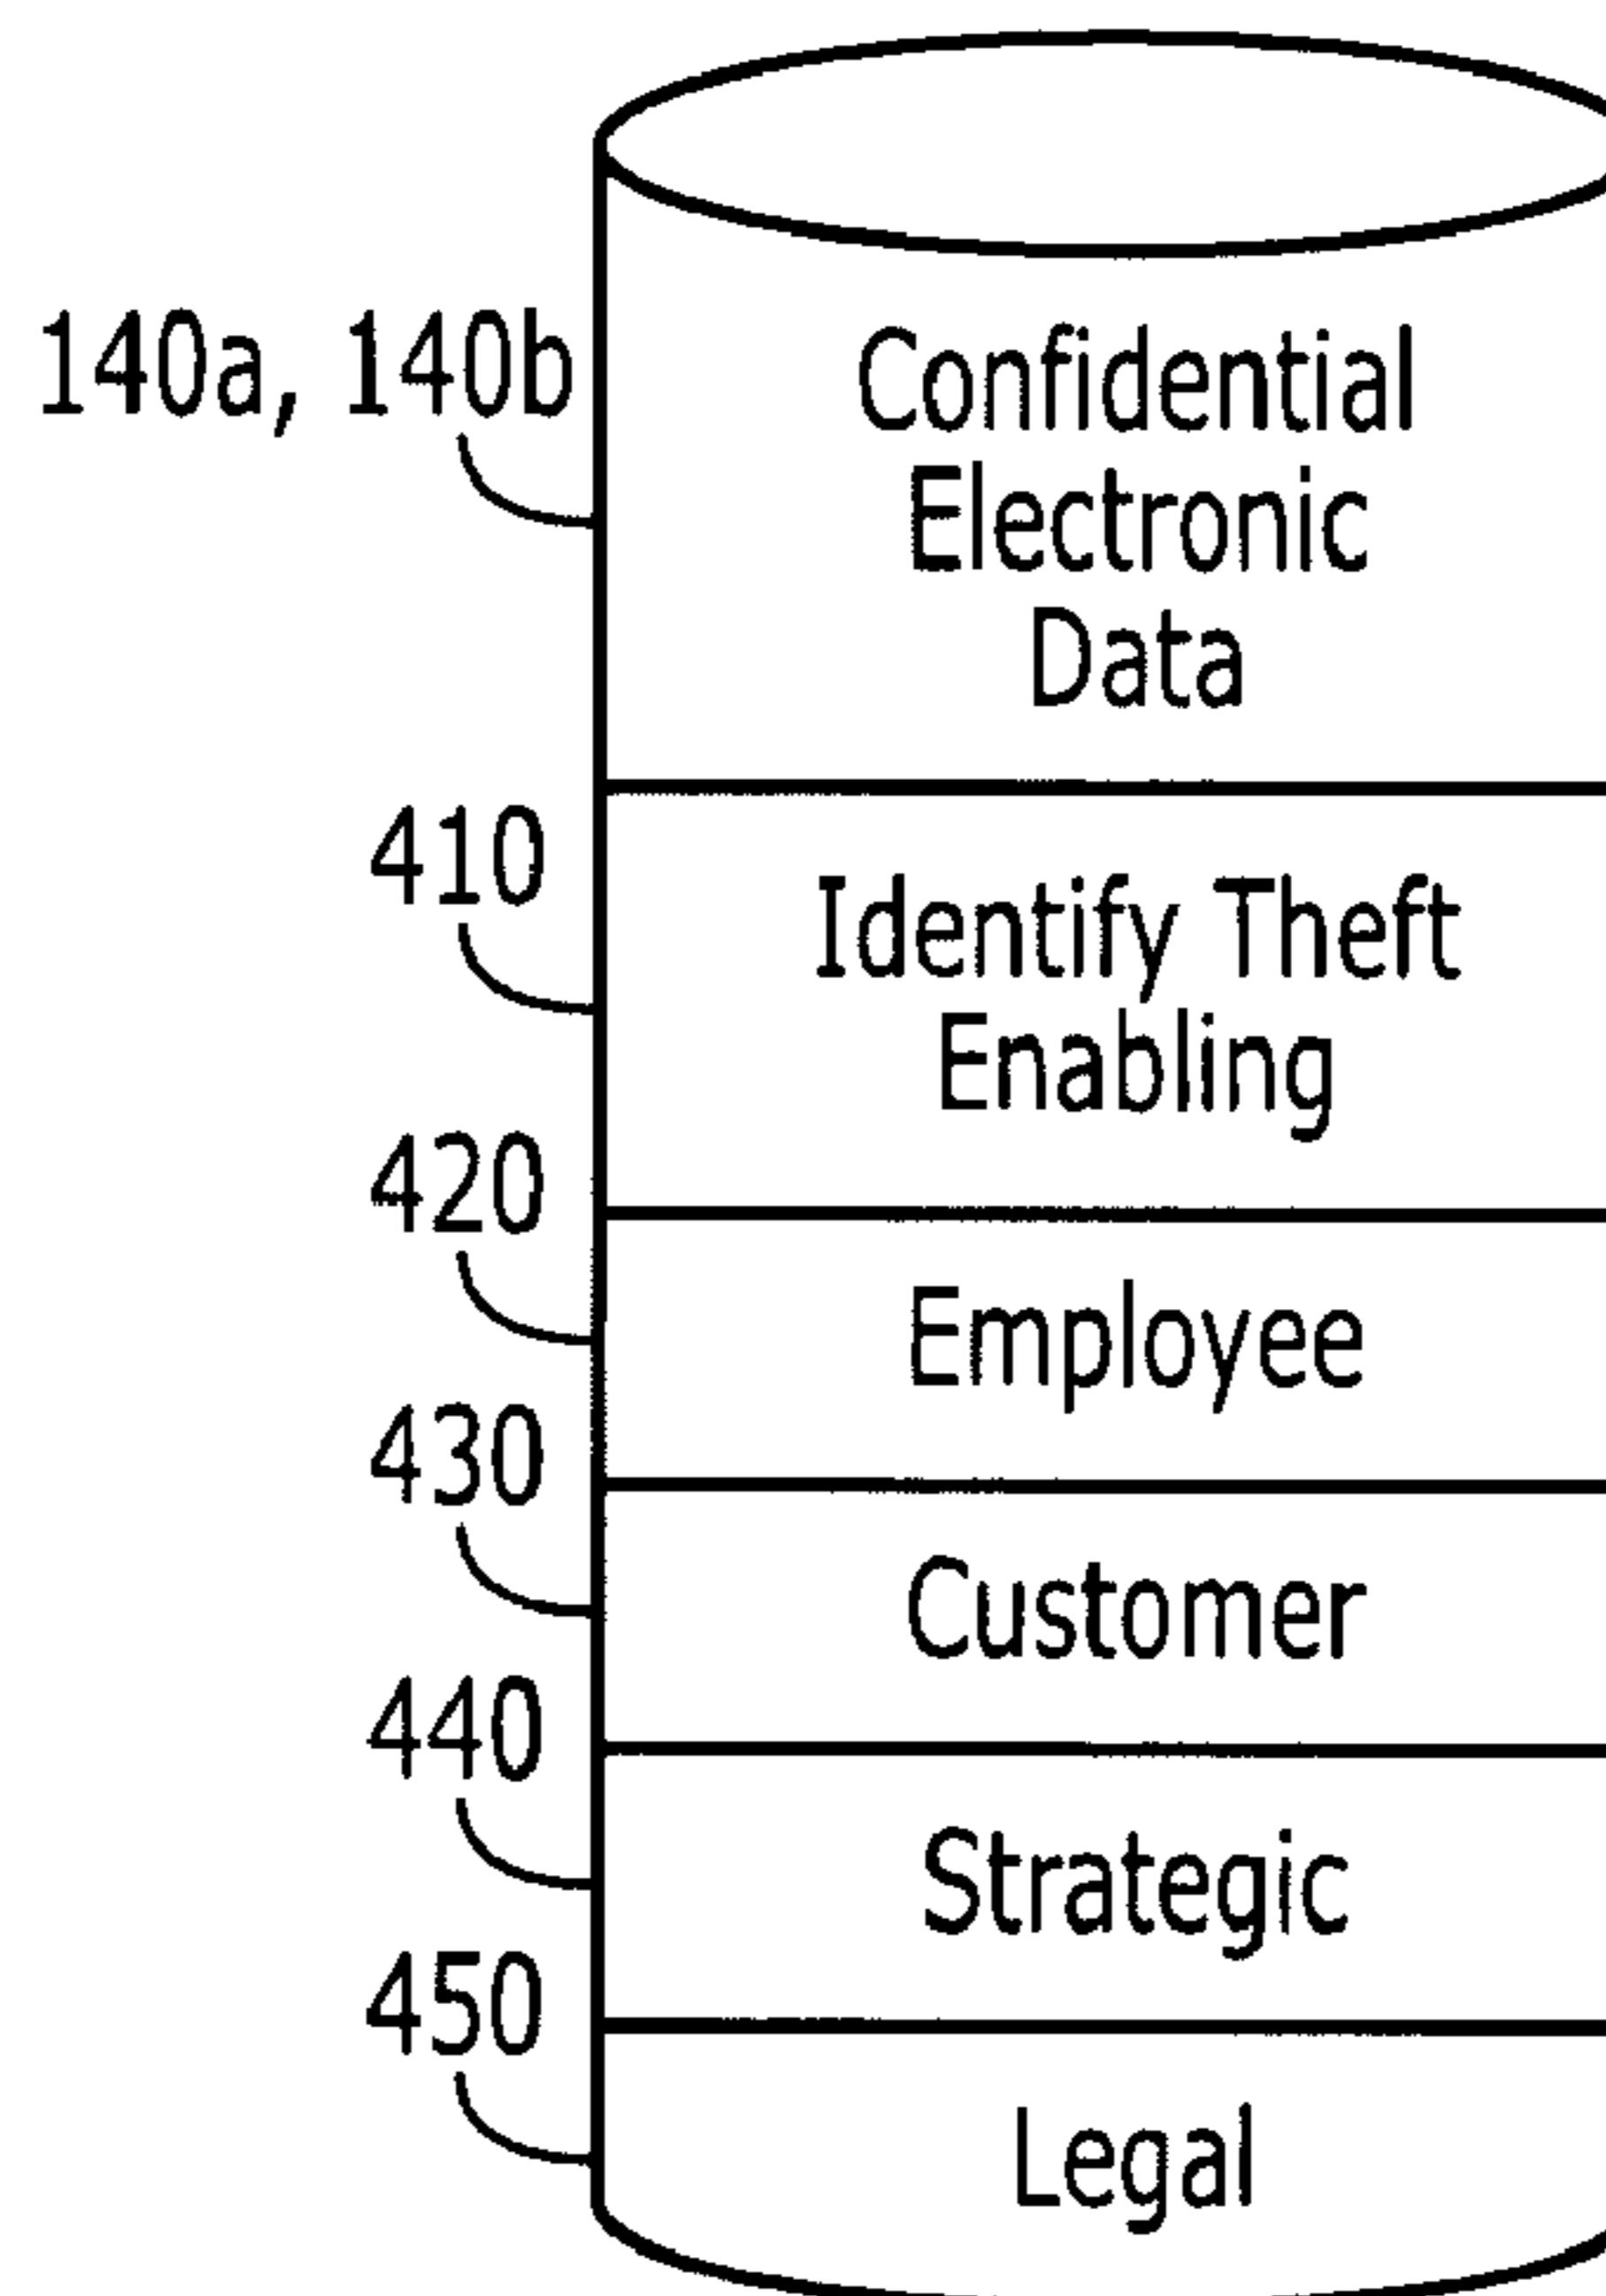 140a, 140b
Confidential
Electronic
Data
410
Identify Theft
Enabling
420
Employee
430
Customer
440
Strategic
450
Legal